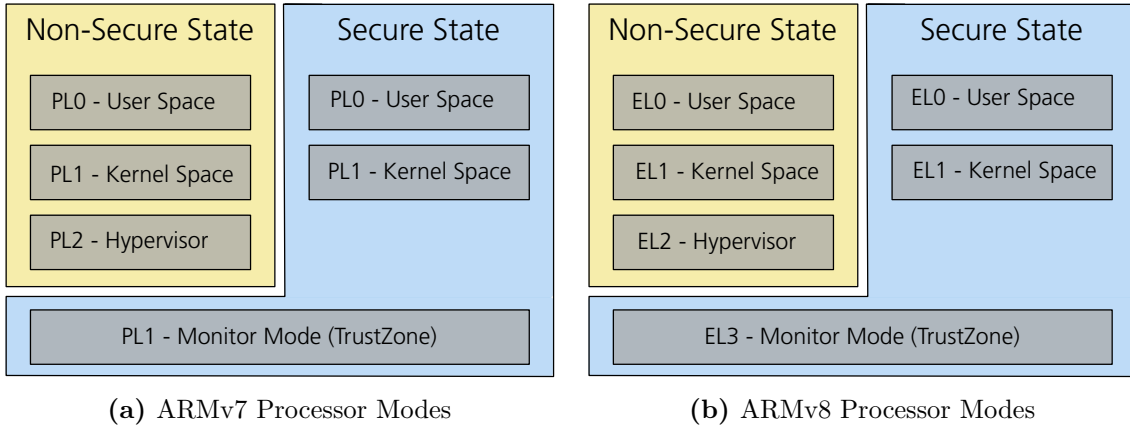 Non-Secure State
Secure State
PL0 - User Space
PL0 - User Space
PL1 - Kernel Space
PL1 - Kernel Space
PL2 - Hypervisor
PL1 - Monitor Mode (TrustZone)
(a) ARMv7 Processor Modes
Non-Secure State
Secure State
EL0 - User Space
EL0 - User Space
EL1 - Kernel Space
EL1 - Kernel Space
EL2 - Hypervisor
EL3 - Monitor Mode (TrustZone)
(b) ARMv8 Processor Modes